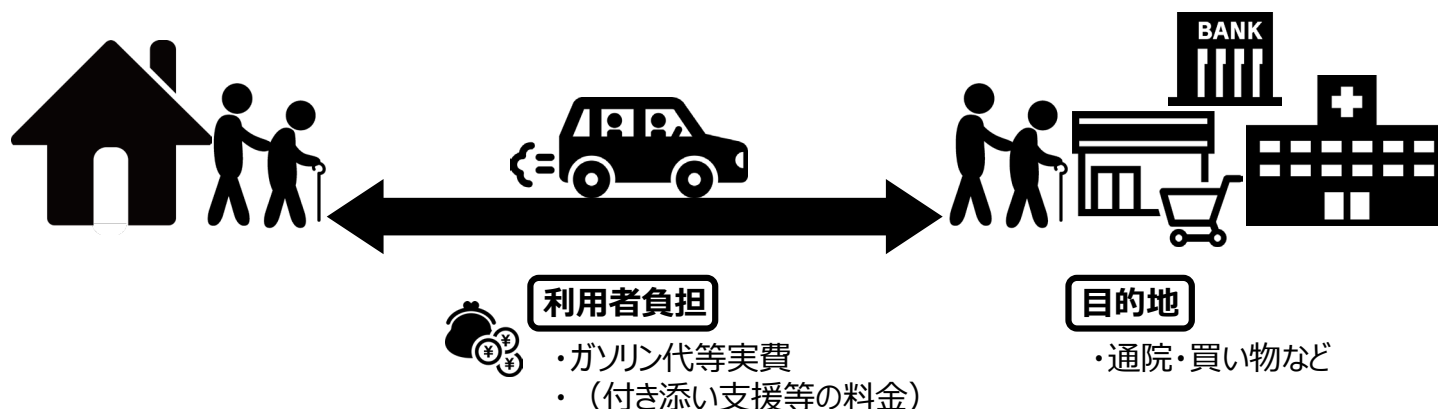 BANK
利用者負担
・ガソリン代等実費
・（付き添い支援等の料金）
目的地
・通院・買い物など
¥
¥
¥